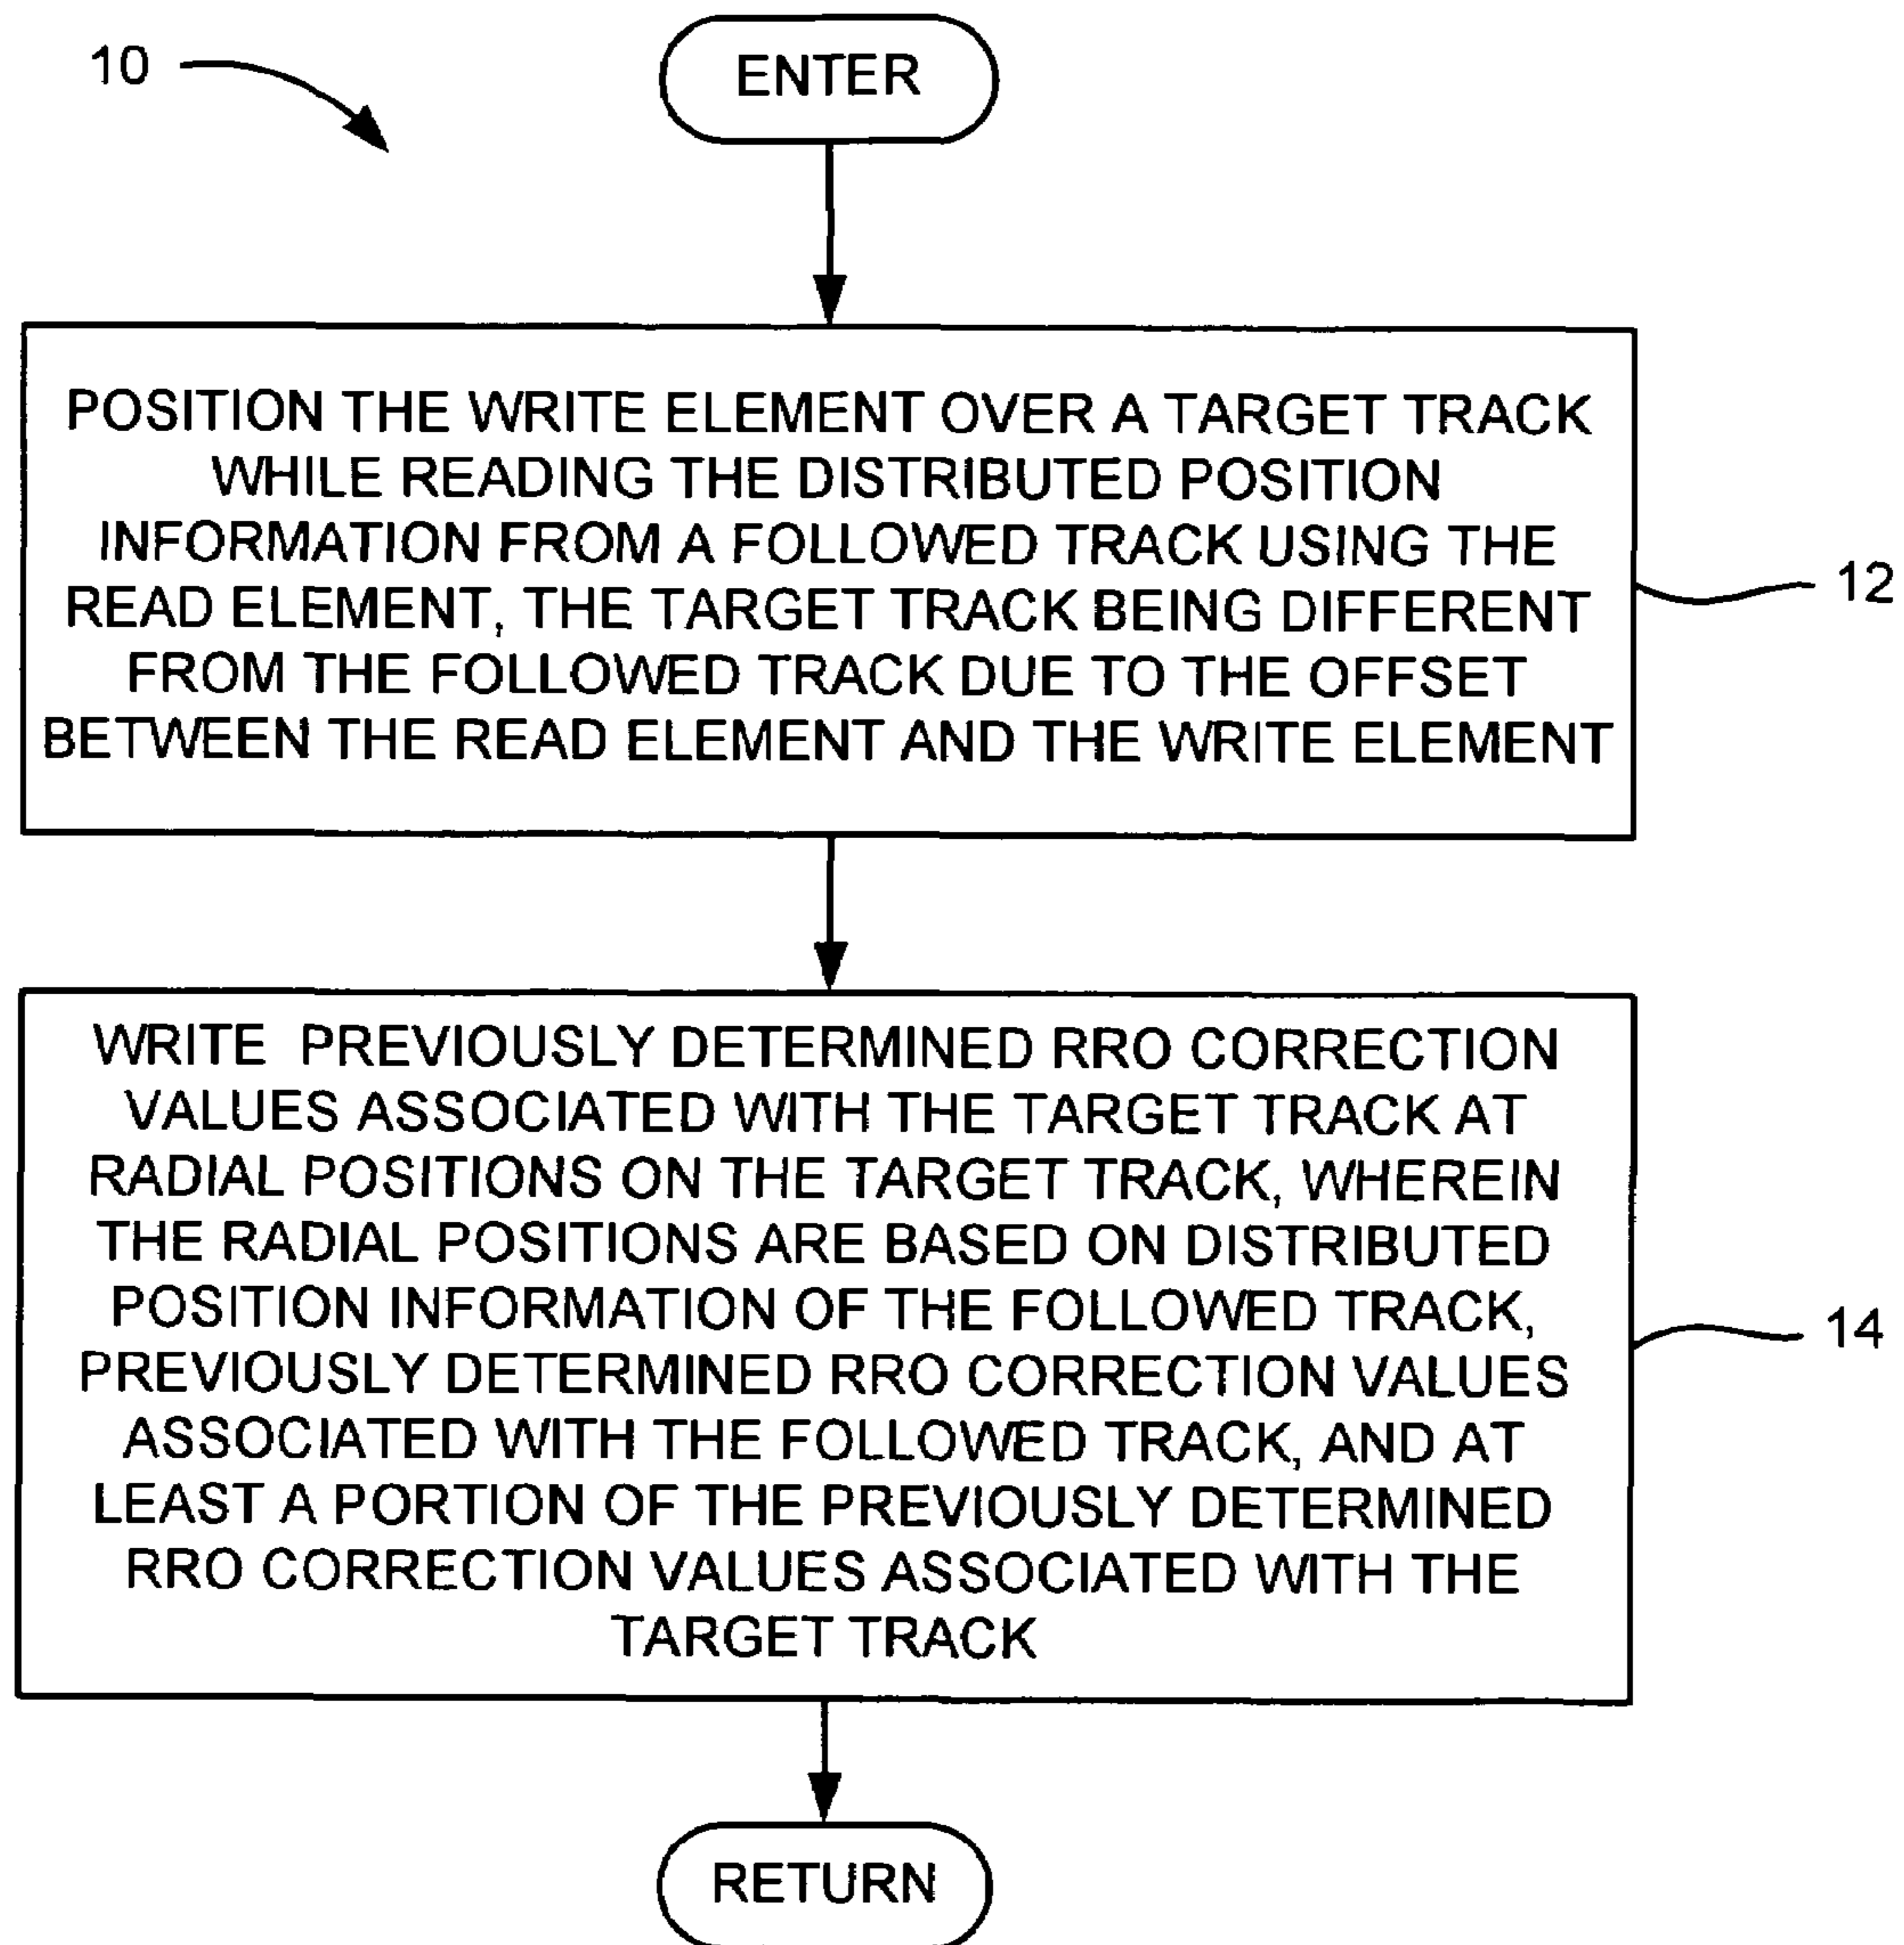 10
ENTER
POSITION THE WRITE ELEMENT OVER A TARGET TRACK
WHILE READING THE DISTRIBUTED POSITION
INFORMATION FROM A FOLLOWED TRACK USING THE
READ ELEMENT, THE TARGET TRACK BEING DIFFERENT
FROM THE FOLLOWED TRACK DUE TO THE OFFSET
BETWEEN THE READ ELEMENT AND THE WRITE ELEMENT
12
WRITE PREVIOUSLY DETERMINED RRO CORRECTION
VALUES ASSOCIATED WITH THE TARGET TRACK AT
RADIAL POSITIONS ON THE TARGET TRACK, WHEREIN
THE RADIAL POSITIONS ARE BASED ON DISTRIBUTED
POSITION INFORMATION OF THE FOLLOWED TRACK,
PREVIOUSLY DETERMINED RRO CORRECTION VALUES
ASSOCIATED WITH THE FOLLOWED TRACK, AND AT
LEAST A PORTION OF THE PREVIOUSLY DETERMINED
RRO CORRECTION VALUES ASSOCIATED WITH THE
TARGET TRACK
14
RETURN